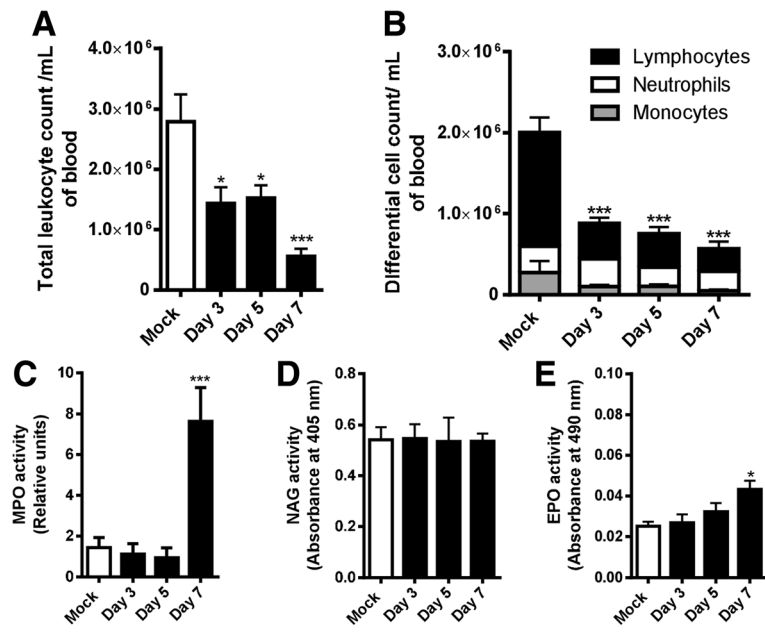 A
Total leukocyte count /mL
of blood
4.0× 10⁶
3.0× 10⁶
2.0× 10⁶
1.0× 10⁶
0
*
*
***
Mock
Day 3
Day 5
Day 7
B
Differential cell count/ mL
of blood
3.0× 10⁶
2.0× 10⁶
1.0× 10⁶
0
Lymphocytes
Neutrophils
Monocytes
***
***
***
Mock
Day 3
Day 5
Day 7
C
MPO activity
(Relative units)
10
8
6
4
2
0
***
Mock
Day 3
Day 5
Day 7
D
NAG activity
(Absorbance at 405 nm)
0.8
0.6
0.4
0.2
0.0
Mock
Day 3
Day 5
Day 7
E
EPO activity
(Absorbance at 490 nm)
0.10
0.08
0.06
0.04
0.02
0.00
*
Mock
Day 3
Day 5
Day 7